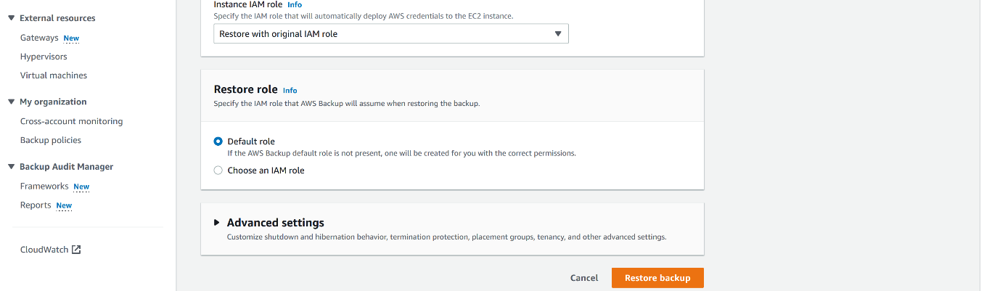 External resources
Gateways New
Hypervisors
Virtual machines
My organization
Cross-account monitoring
Backup policies
Backup Audit Manager
Frameworks New
Reports New
CloudWatch
Instance IAM role Info
Specify the IAM role that will automatically deploy AWS credentials to the EC2 instance.
Restore with original IAM role
Restore role Info
Specify the IAM role that AWS Backup will assume when restoring the backup.
Default role
If the AWS Backup default role is not present, one will be created for you with the correct permissions.
Choose an IAM role
Advanced settings
Customize shutdown and hibernation behavior, termination protection, placement groups, tenancy, and other advanced settings.
Cancel Restore backup